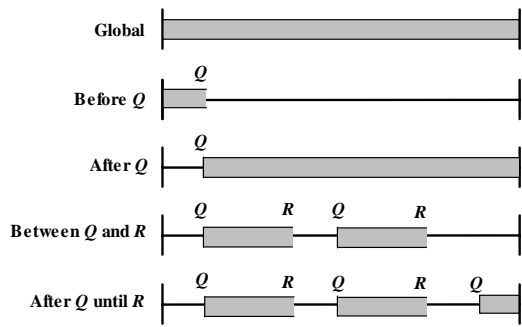 Global
Q
Before Q
Q
After Q
Q R Q R
Between Q and R
Q R Q R Q
After Q until R